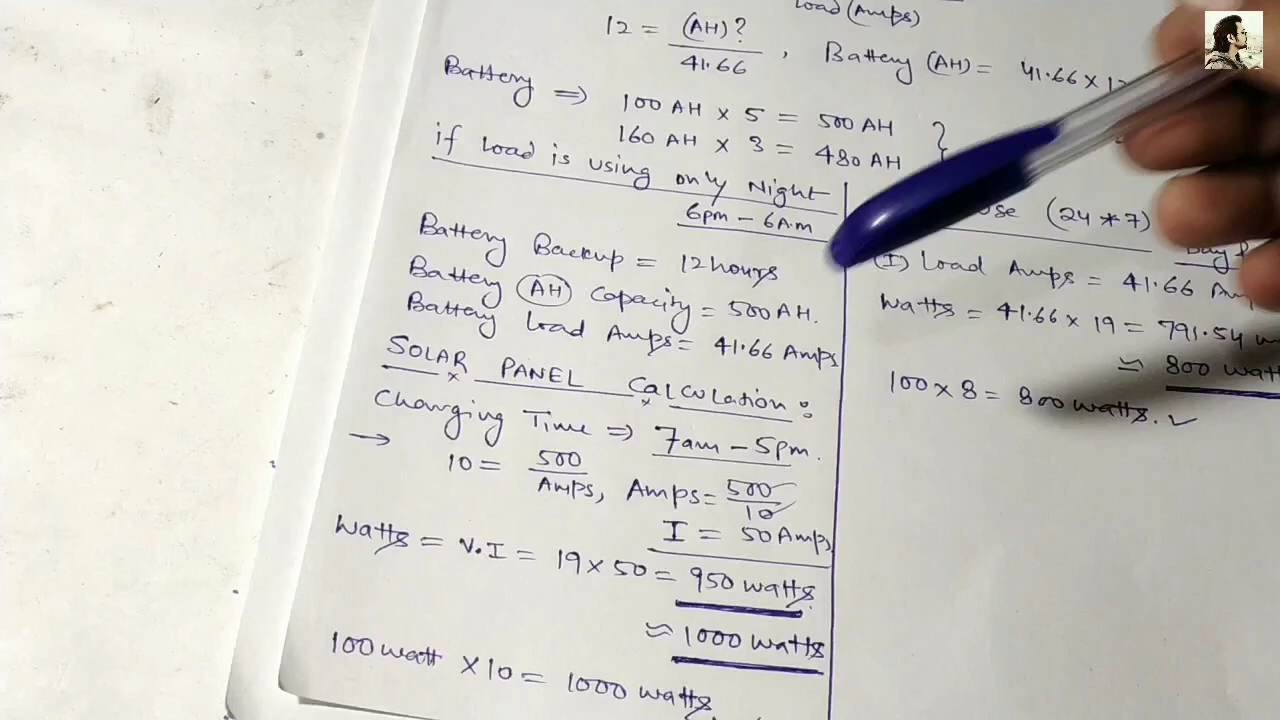 Load (Amps)
12 = (AH)? / 41.66 , Battery (AH) = 41.66 × 12
Battery ⇒ 100 AH × 5 = 500 AH
160 AH × 3 = 480 AH }
if Load is using only Night
6pm - 6A.m
Battery Backup = 12 hours
Battery (AH) Capacity = 500 AH.
Battery Load Amps = 41.66 Amps
SOLAR PANEL Calculation :
Charging Time ⇒ 7am - 5pm.
→ 10 = 500 / Amps, Amps = 500 / 10
I = 50 Amps
Watts = V.I = 19 × 50 = 950 watts
≈ 1000 watts
100 watt × 10 = 1000 watts
(24 * 7)
(I) Load Amps = 41.66
Watts = 41.66 × 19 = 791.54
≈ 800 watt
100 × 8 = 800 watts. ✓